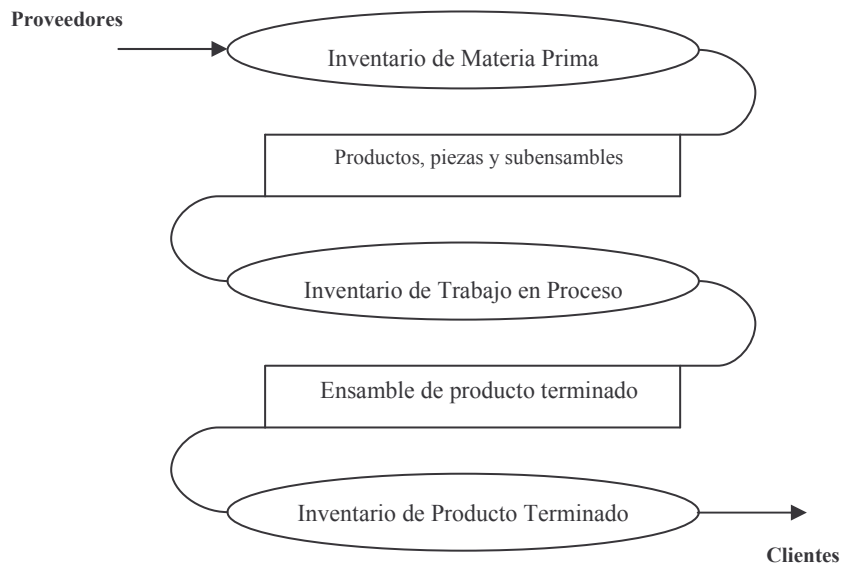 Proveedores
Inventario de Materia Prima
Productos, piezas y subensambles
Inventario de Trabajo en Proceso
Ensamble de producto terminado
Inventario de Producto Terminado
Clientes